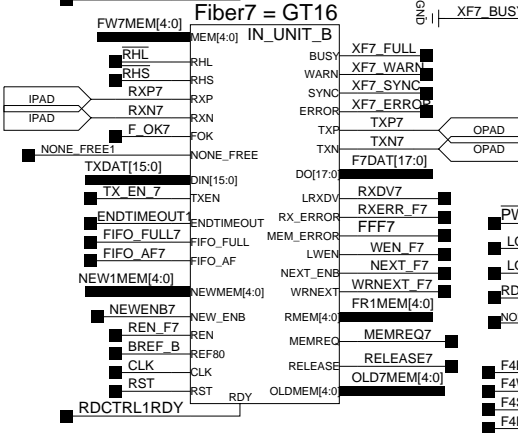 Fiber7 = GT16
IN_UNIT_B
FW7MEM[4:0]
MEM[4:0]
RHL
RHL
RHS
RHS
IPAD
RXP7
RXP
IPAD
RXN7
RXN
F_OK7
FOK
NONE_FREE1
NONE_FREE
TXDAT[15:0]
DIN[15:0]
TX_EN_7
TXEN
ENDTIMEOUT1
ENDTIMEOUT
FIFO_FULL7
FIFO_FULL
FIFO_AF7
FIFO_AF
NEW1MEM[4:0]
NEWMEM[4:0]
NEWENB7
NEW_ENB
REN_F7
REN
BREF_B
REF80
CLK
CLK
RST
RST
RDCTRL1RDY
RDY
BUSY
XF7_FULL
WARN
XF7_WARN
SYNC
XF7_SYNC
ERROR
XF7_ERROR
TXP
TXP7
OPAD
TXN
TXN7
OPAD
DO[17:0]
F7DAT[17:0]
LRXDV
RXDV7
RX_ERROR
RXERR_F7
MEM_ERROR
FFF7
LWEN
WEN_F7
NEXT_ENB
NEXT_F7
WRNEXT
WRNEXT_F7
RMEM[4:0]
FR1MEM[4:0]
MEMREQ
MEMREQ7
RELEASE
RELEASE7
OLDMEM[4:0]
OLD7MEM[4:0]
GND
XF7_BUS